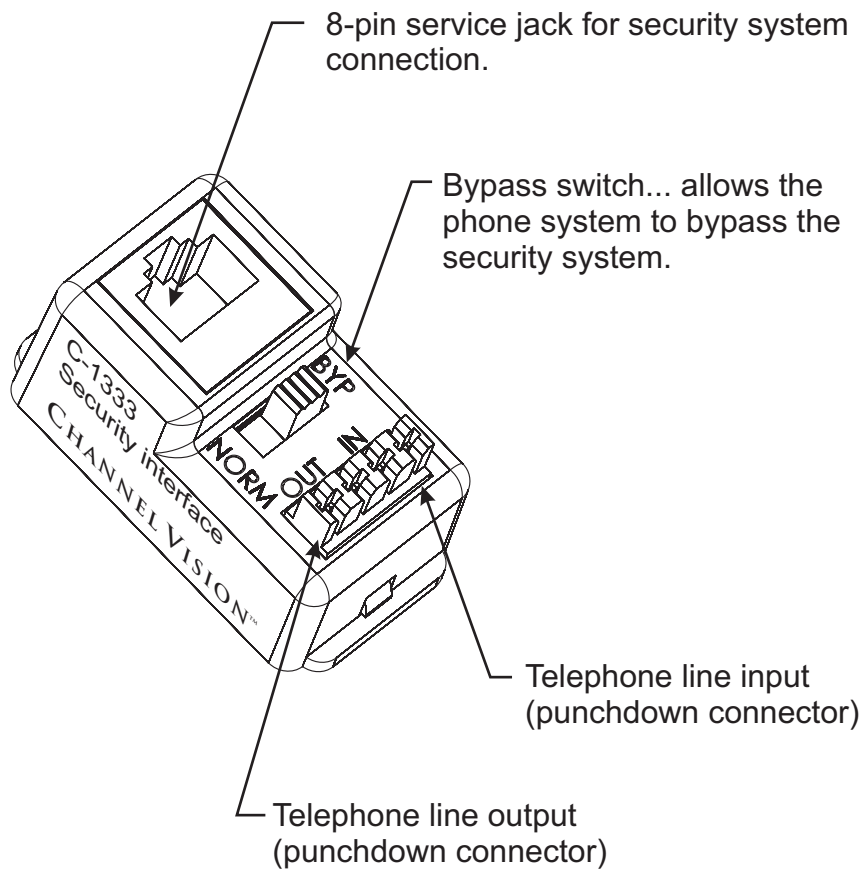 8-pin service jack for security system
connection.
Bypass switch... allows the
phone system to bypass the
security system.
BYP
NORM
OUT
IN
C-1333
Security interface
CHANNEL VISION™
Telephone line input
(punchdown connector)
Telephone line output
(punchdown connector)